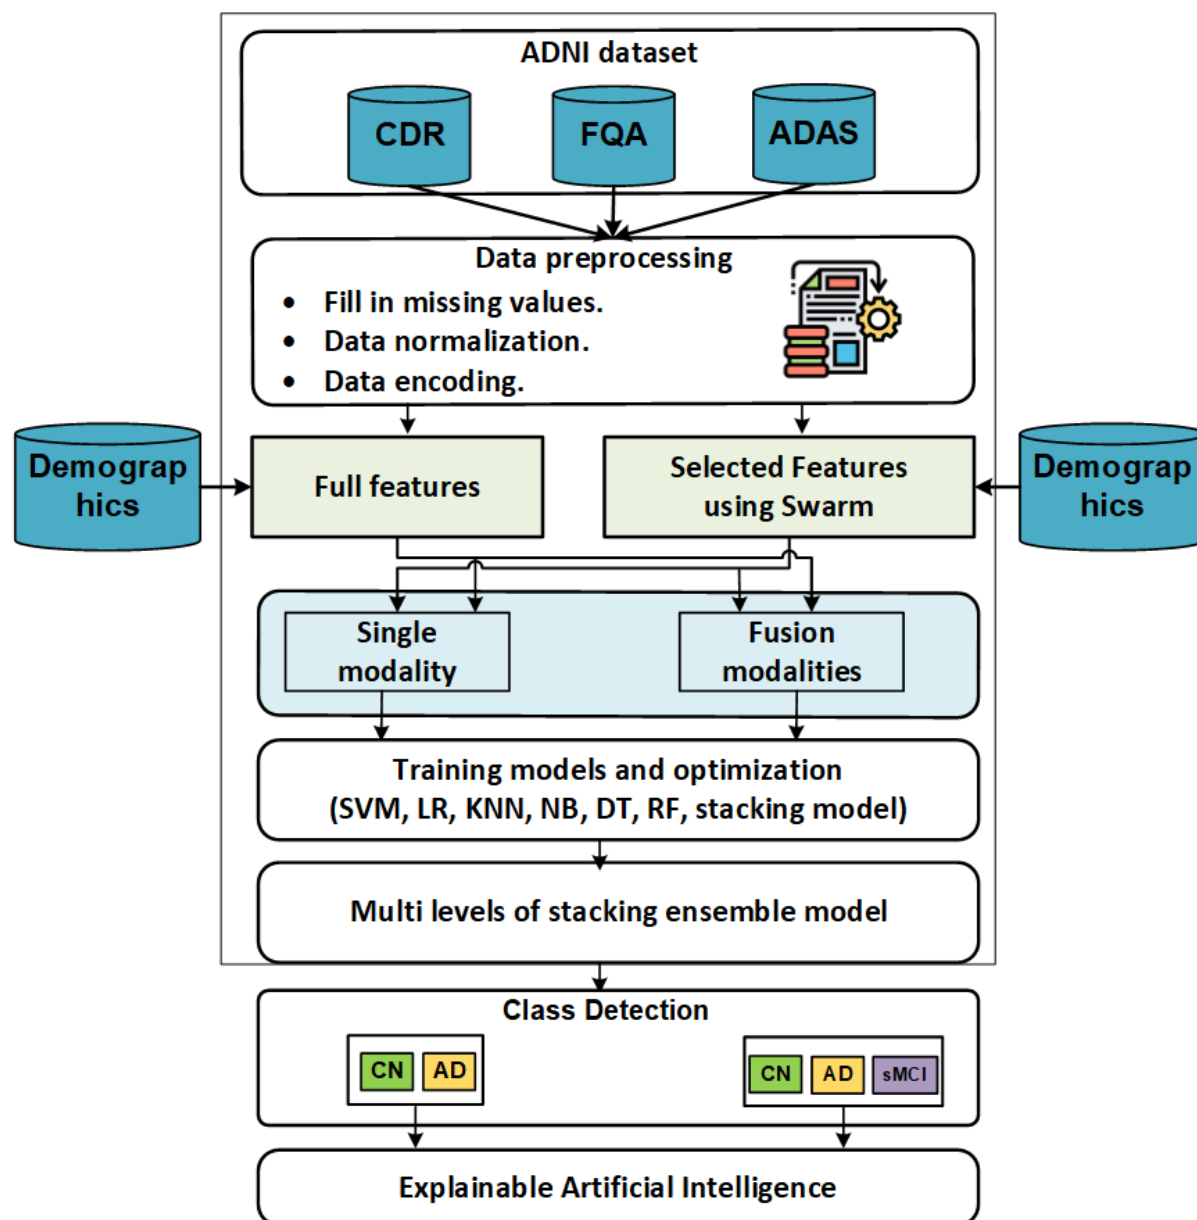 ADNI dataset
CDR
FQA
ADAS
Data preprocessing
• Fill in missing values.
• Data normalization.
• Data encoding.
Demograp
hics
Full features
Selected Features
using Swarm
Demograp
hics
Single
modality
Fusion
modalities
Training models and optimization
(SVM, LR, KNN, NB, DT, RF, stacking model)
Multi levels of stacking ensemble model
Class Detection
CN
AD
CN
AD
sMCI
Explainable Artificial Intelligence